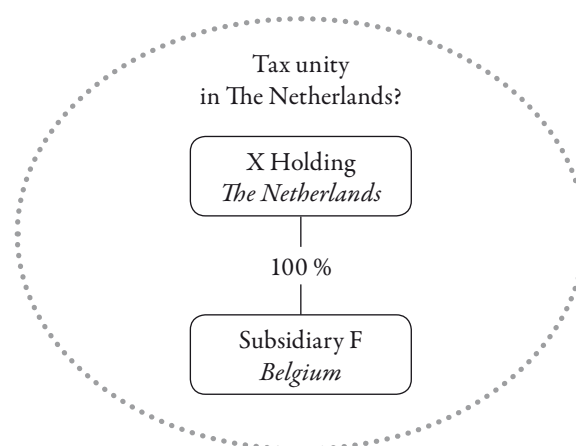 Tax unity
in The Netherlands?
X Holding
The Netherlands
100 %
Subsidiary F
Belgium